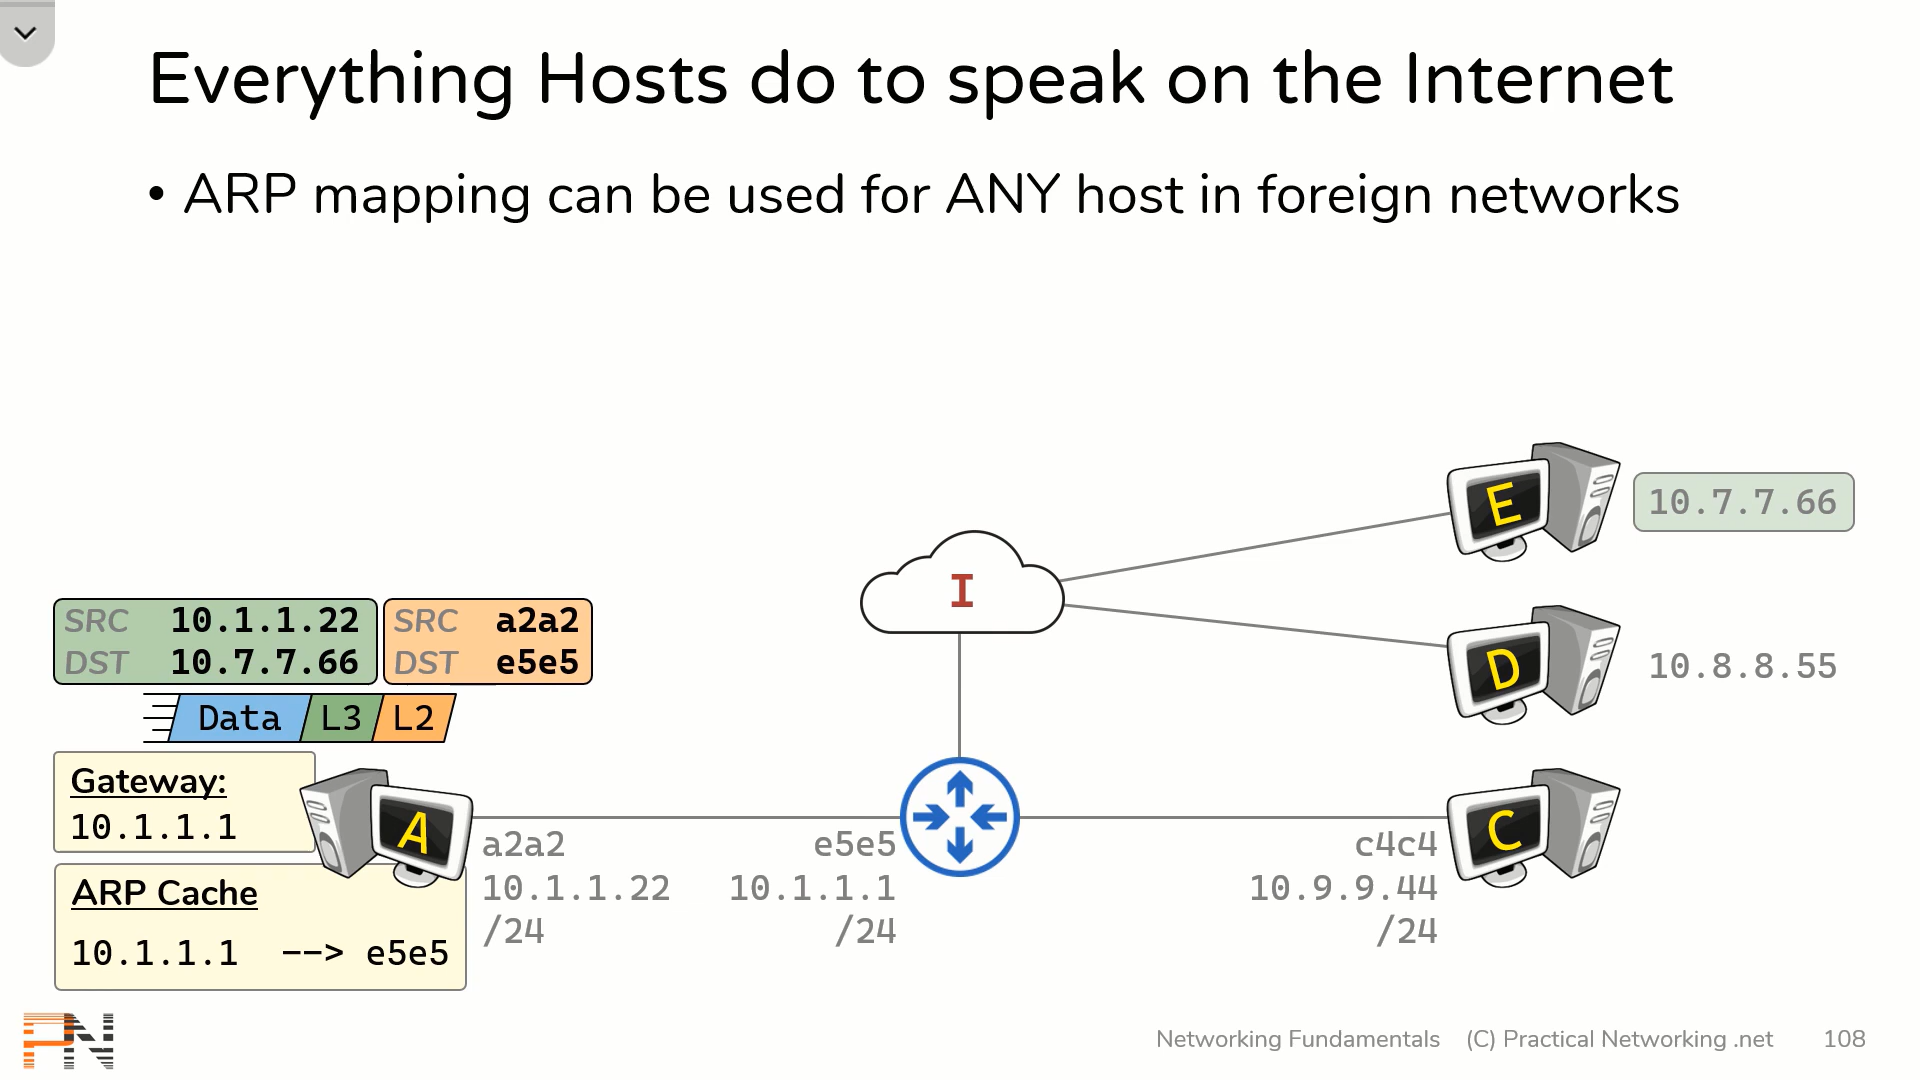 Everything Hosts do to speak on the Internet
• ARP mapping can be used for ANY host in foreign networks
E
10.7.7.66
I
SRC 10.1.1.22
DST 10.7.7.66
SRC a2a2
DST e5e5
D
10.8.8.55
Data L3 L2
Gateway:
10.1.1.1
A
C
a2a2
10.1.1.22
/24
e5e5
10.1.1.1
/24
c4c4
10.9.9.44
/24
ARP Cache
10.1.1.1 --> e5e5
PN
Networking Fundamentals (C) Practical Networking .net 108